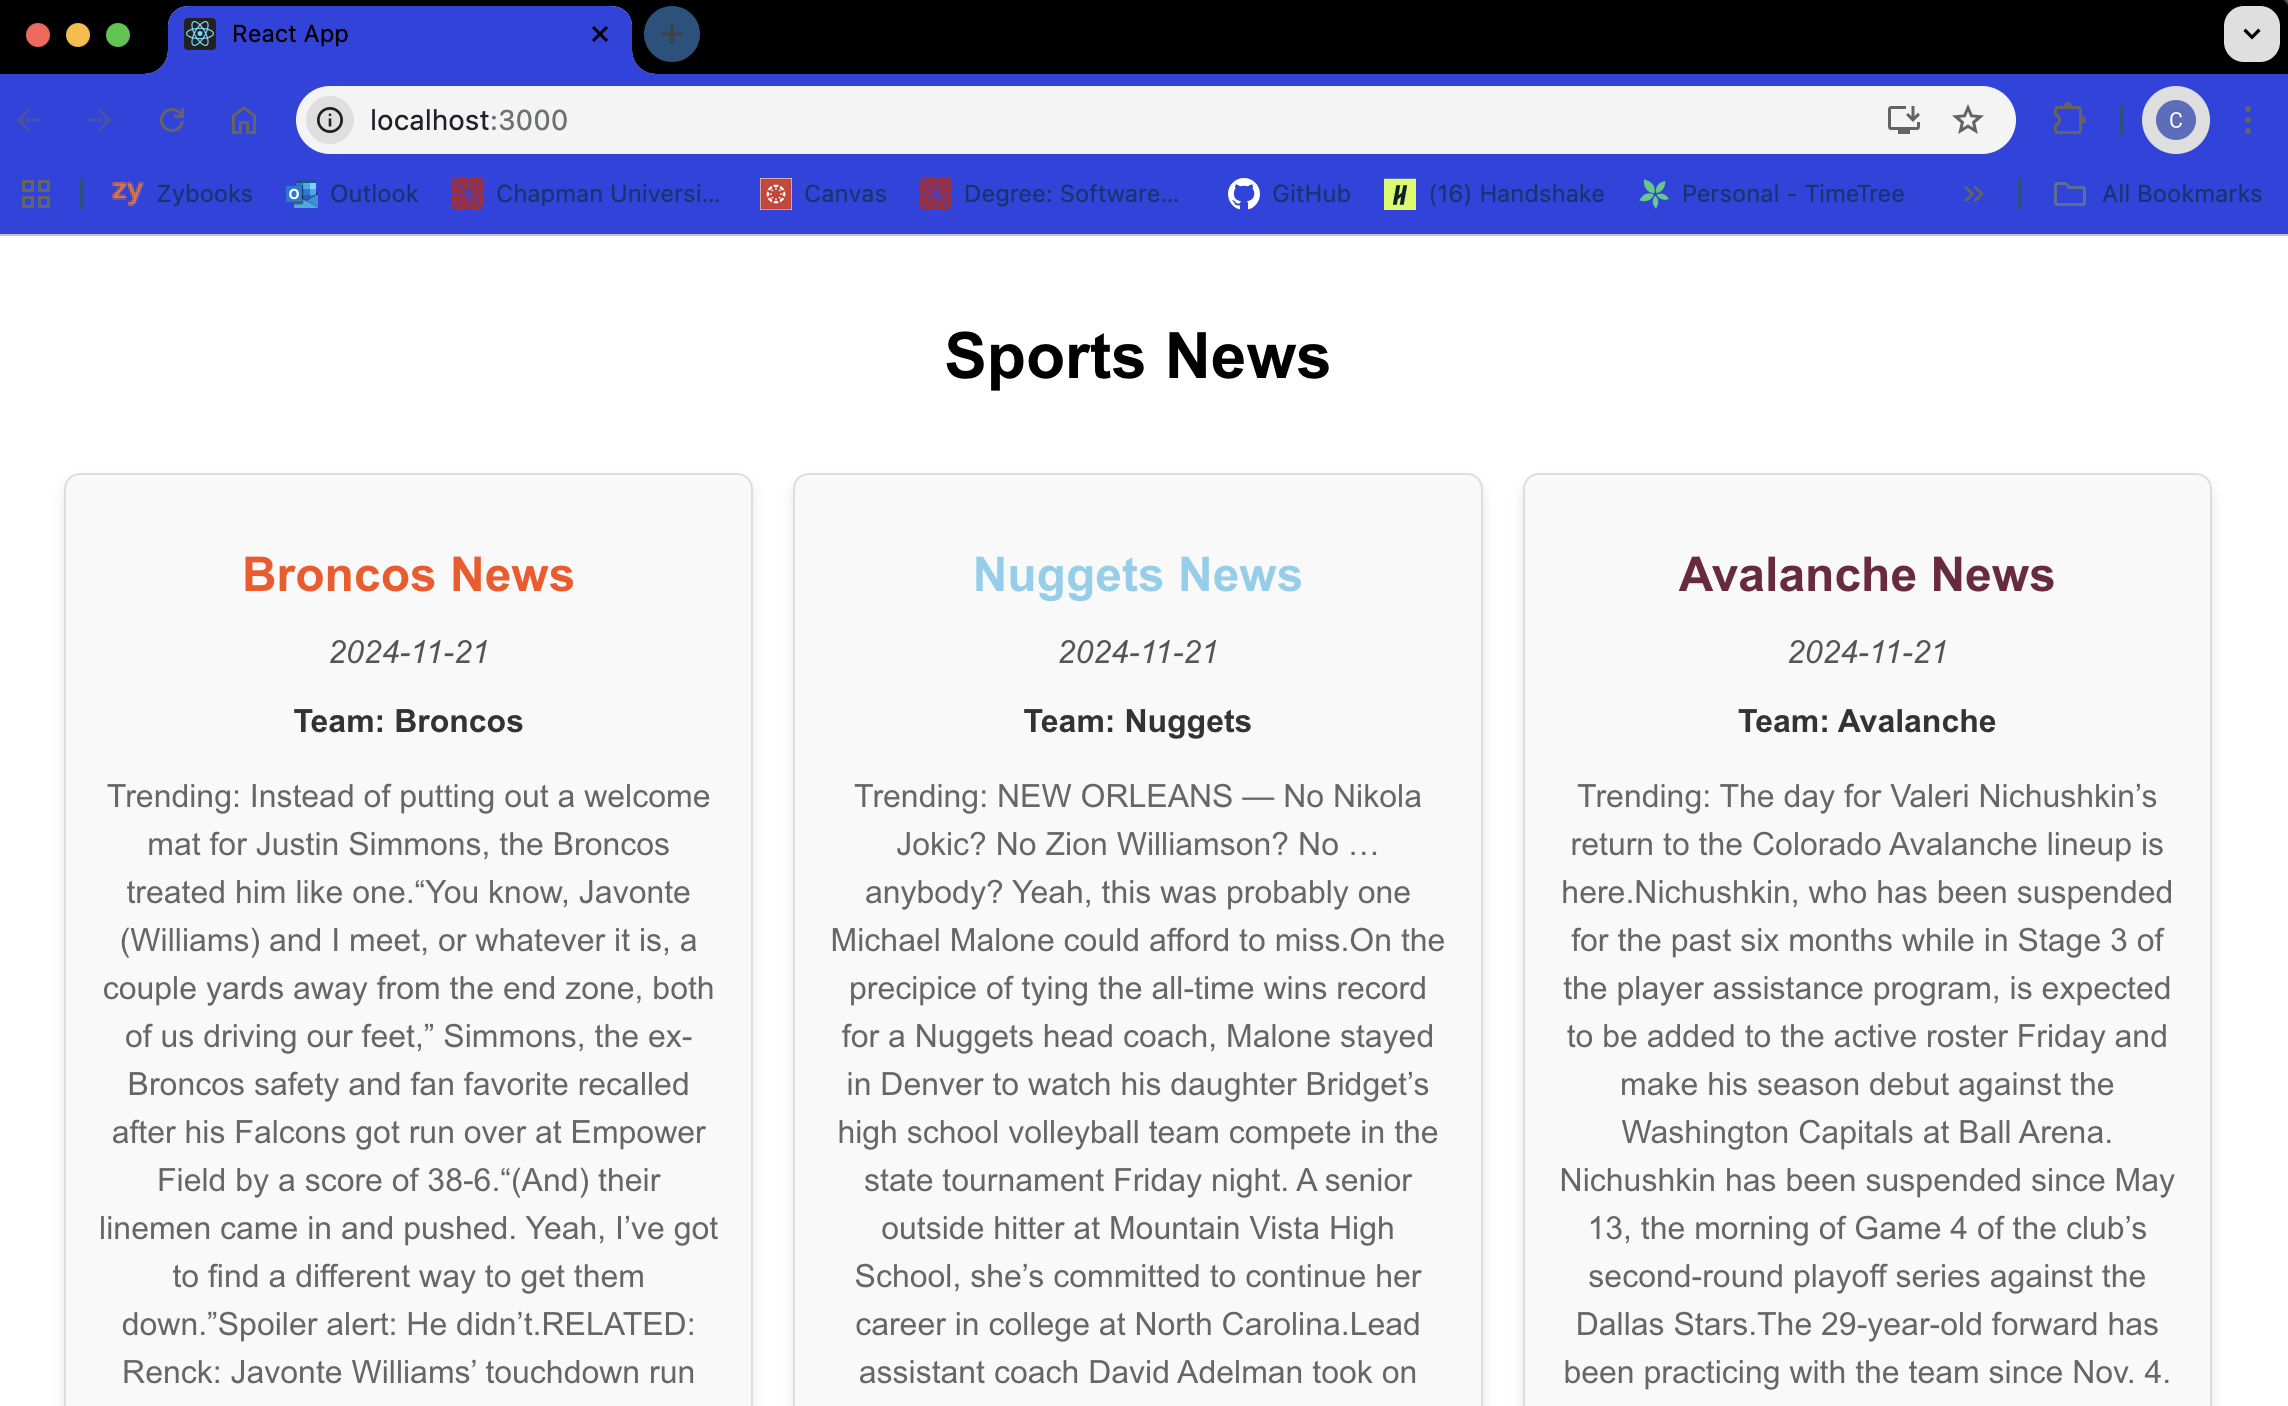 React App
localhost:3000
C
zy Zybooks
Outlook
Chapman Universi...
Canvas
Degree: Software...
GitHub
H (16) Handshake
Personal - TimeTree
All Bookmarks
Sports News
Broncos News
2024-11-21
Team: Broncos
Trending: Instead of putting out a welcome
mat for Justin Simmons, the Broncos
treated him like one.“You know, Javonte
(Williams) and I meet, or whatever it is, a
couple yards away from the end zone, both
of us driving our feet,” Simmons, the ex-
Broncos safety and fan favorite recalled
after his Falcons got run over at Empower
Field by a score of 38-6.“(And) their
linemen came in and pushed. Yeah, I’ve got
to find a different way to get them
down.”Spoiler alert: He didn’t.RELATED:
Renck: Javonte Williams’ touchdown run
Nuggets News
2024-11-21
Team: Nuggets
Trending: NEW ORLEANS — No Nikola
Jokic? No Zion Williamson? No …
anybody? Yeah, this was probably one
Michael Malone could afford to miss.On the
precipice of tying the all-time wins record
for a Nuggets head coach, Malone stayed
in Denver to watch his daughter Bridget’s
high school volleyball team compete in the
state tournament Friday night. A senior
outside hitter at Mountain Vista High
School, she’s committed to continue her
career in college at North Carolina.Lead
assistant coach David Adelman took on
Avalanche News
2024-11-21
Team: Avalanche
Trending: The day for Valeri Nichushkin’s
return to the Colorado Avalanche lineup is
here.Nichushkin, who has been suspended
for the past six months while in Stage 3 of
the player assistance program, is expected
to be added to the active roster Friday and
make his season debut against the
Washington Capitals at Ball Arena.
Nichushkin has been suspended since May
13, the morning of Game 4 of the club’s
second-round playoff series against the
Dallas Stars.The 29-year-old forward has
been practicing with the team since Nov. 4.